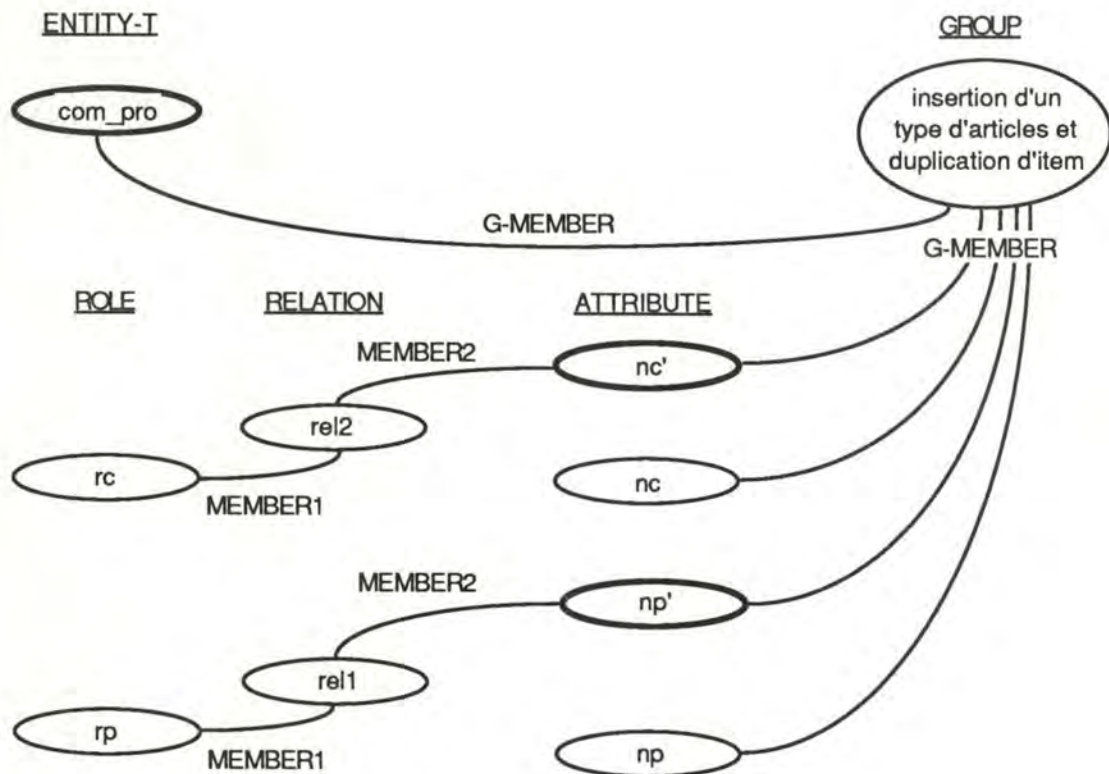 ENTITY-T
GROUP
com_pro
insertion d'un
type d'articles et
duplication d'item
G-MEMBER
G-MEMBER
ROLE
RELATION
ATTRIBUTE
MEMBER2
nc'
rel2
rc
nc
MEMBER1
MEMBER2
np'
rel1
rp
np
MEMBER1